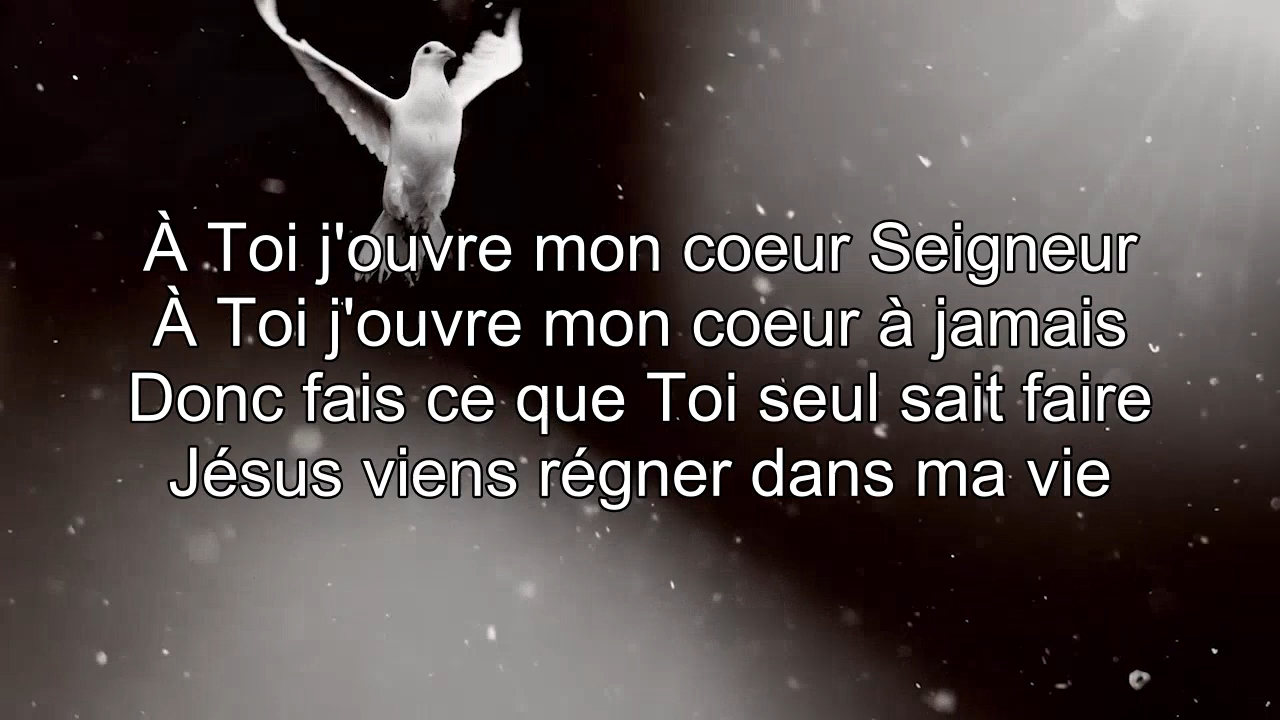 À Toi j'ouvre mon coeur Seigneur
À Toi j'ouvre mon coeur à jamais
Donc fais ce que Toi seul sait faire
Jésus viens régner dans ma vie